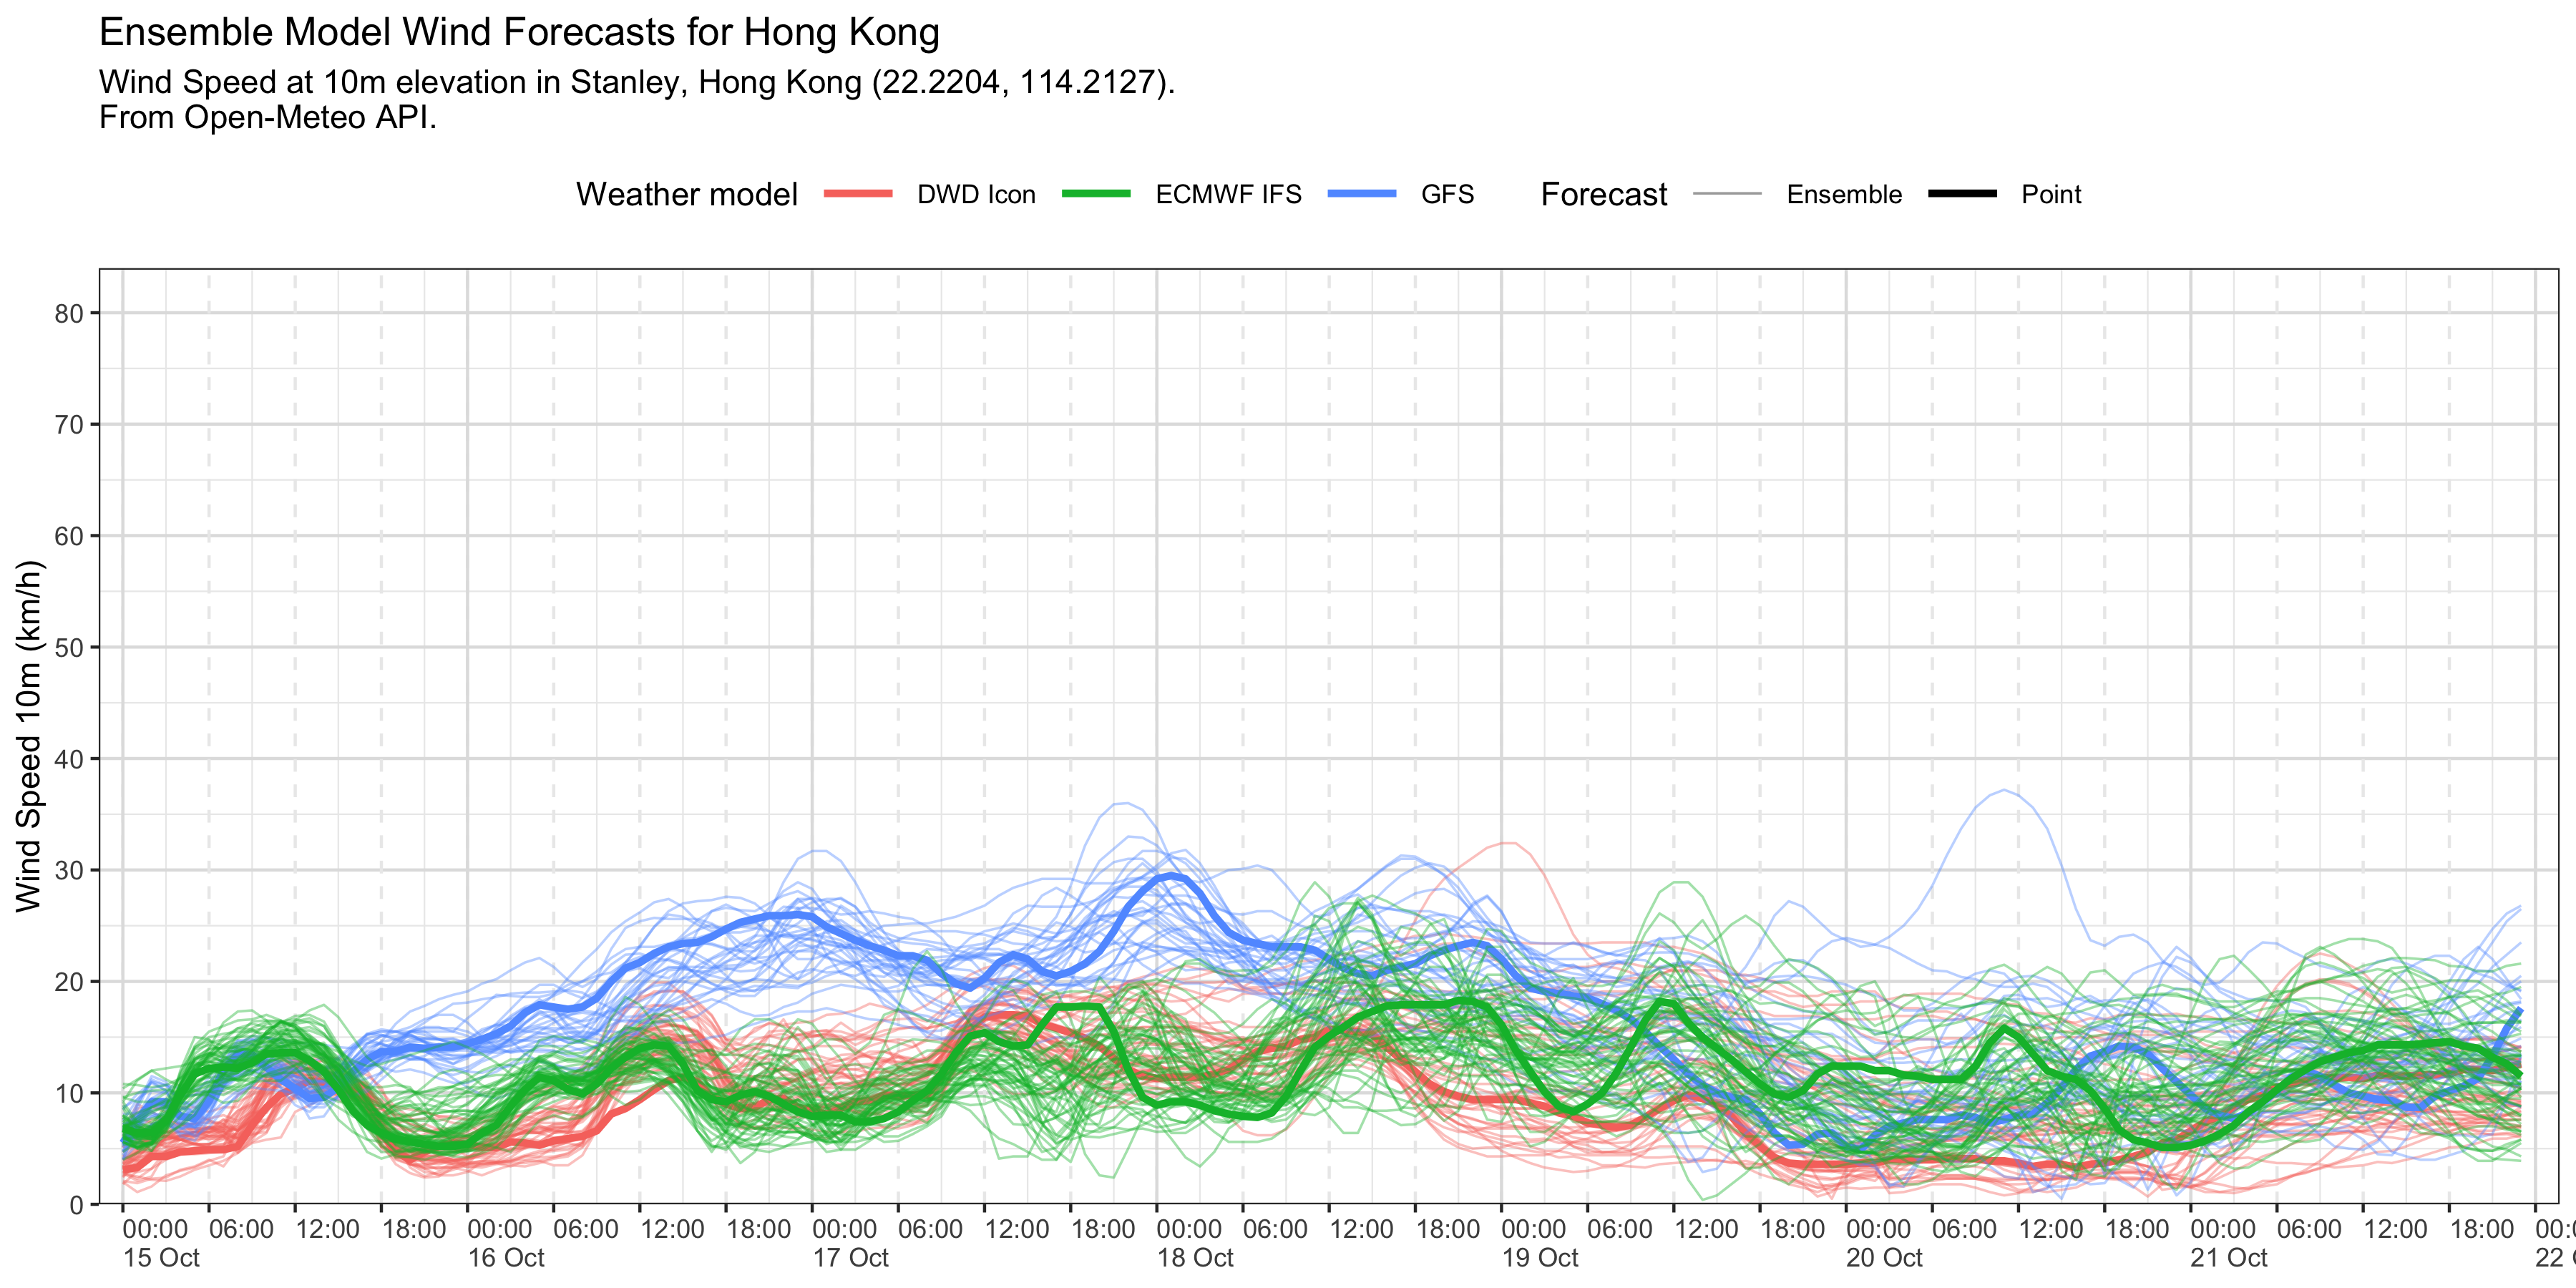 Ensemble Model Wind Forecasts for Hong Kong
Wind Speed at 10m elevation in Stanley, Hong Kong (22.2204, 114.2127).
From Open-Meteo API.
Weather model DWD Icon ECMWF IFS GFS Forecast Ensemble Point
Wind Speed 10m (km/h)
80
70
60
50
40
30
20
10
0
00:00 06:00 12:00 18:00 00:00 06:00 12:00 18:00 00:00 06:00 12:00 18:00 00:00 06:00 12:00 18:00 00:00 06:00 12:00 18:00 00:00 06:00 12:00 18:00 00:00 06:00 12:00 18:00
15 Oct 16 Oct 17 Oct 18 Oct 19 Oct 20 Oct 21 Oct 22